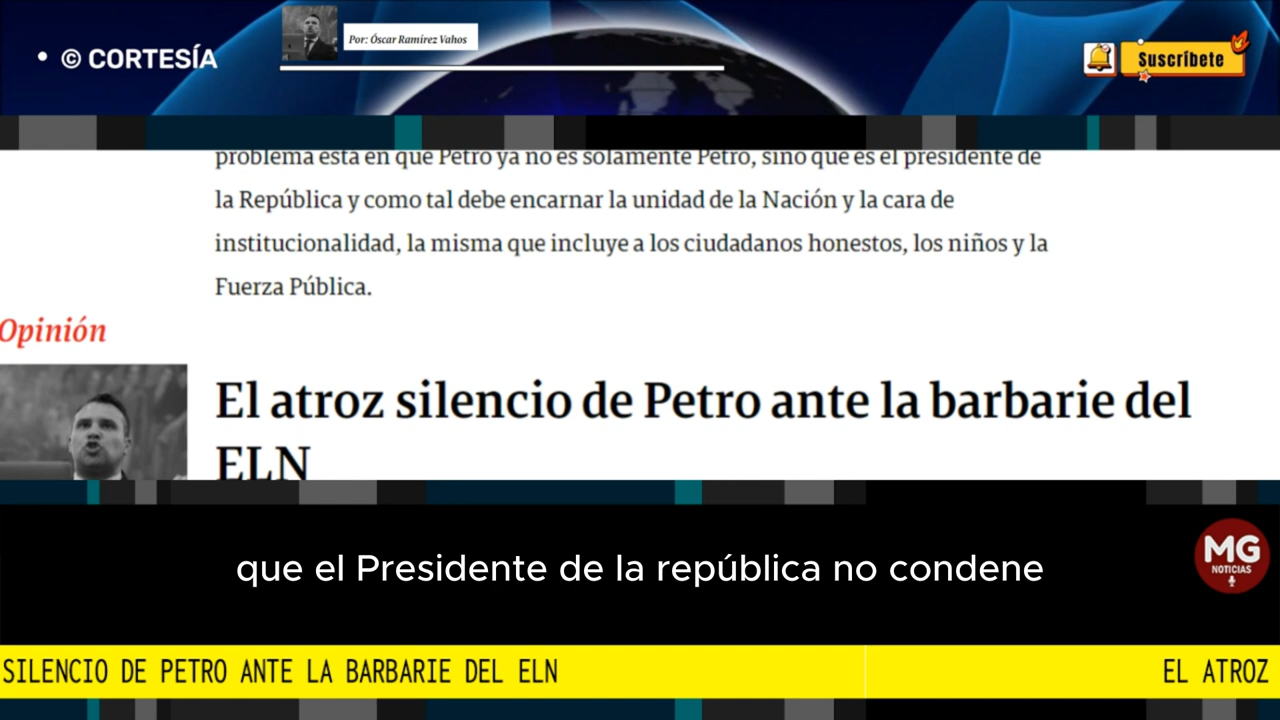 • © CORTESÍA
Por: Óscar Ramírez Vahos
Suscríbete
problema está en que Petro ya no es solamente Petro, sino que es el presidente de
la República y como tal debe encarnar la unidad de la Nación y la cara de
institucionalidad, la misma que incluye a los ciudadanos honestos, los niños y la
Fuerza Pública.
Opinión
El atroz silencio de Petro ante la barbarie del
ELN
que el Presidente de la república no condene
MG
NOTICIAS
SILENCIO DE PETRO ANTE LA BARBARIE DEL ELN
EL ATROZ